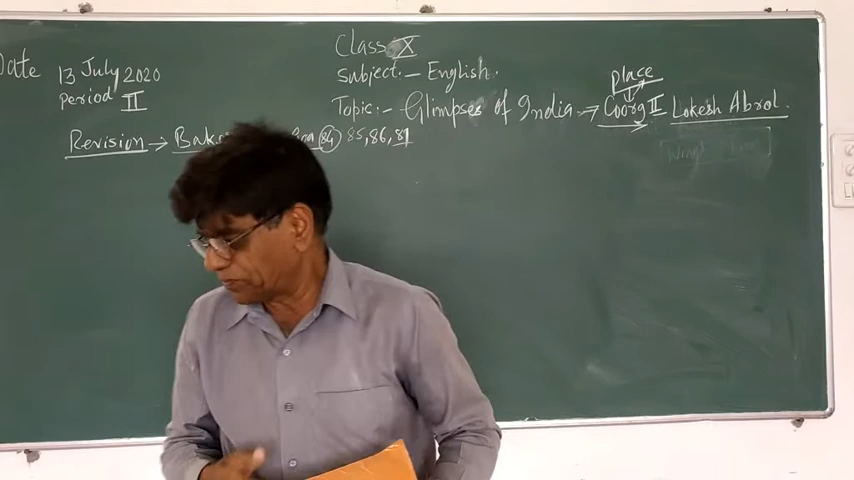 Date 13 July 2020
Period II
Class X
Subject:- English.
place
Topic:- Glimpses of India → Coorg II - Lokesh Abrol.
Revision → 84 85, 86, 87